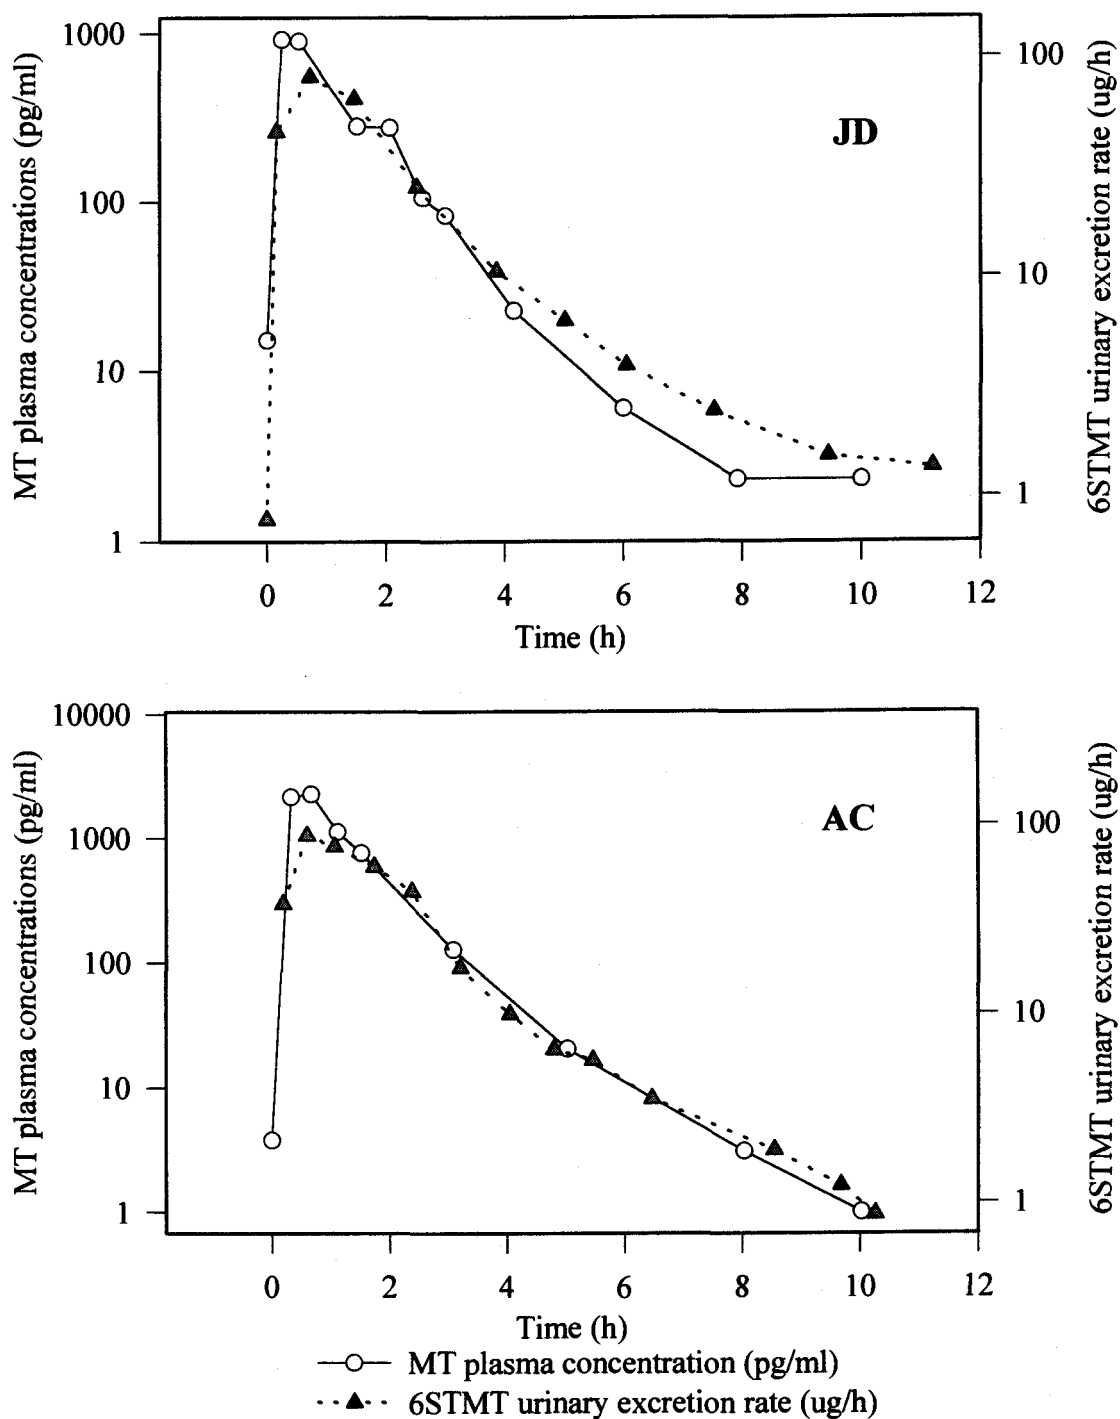 MT plasma concentrations (pg/ml)
1000
100
10
1
JD
100
10
1
6STMT urinary excretion rate (ug/h)
0 2 4 6 8 10 12
Time (h)
MT plasma concentrations (pg/ml)
10000
1000
100
10
1
AC
100
10
1
6STMT urinary excretion rate (ug/h)
0 2 4 6 8 10 12
Time (h)
MT plasma concentration (pg/ml)
6STMT urinary excretion rate (ug/h)